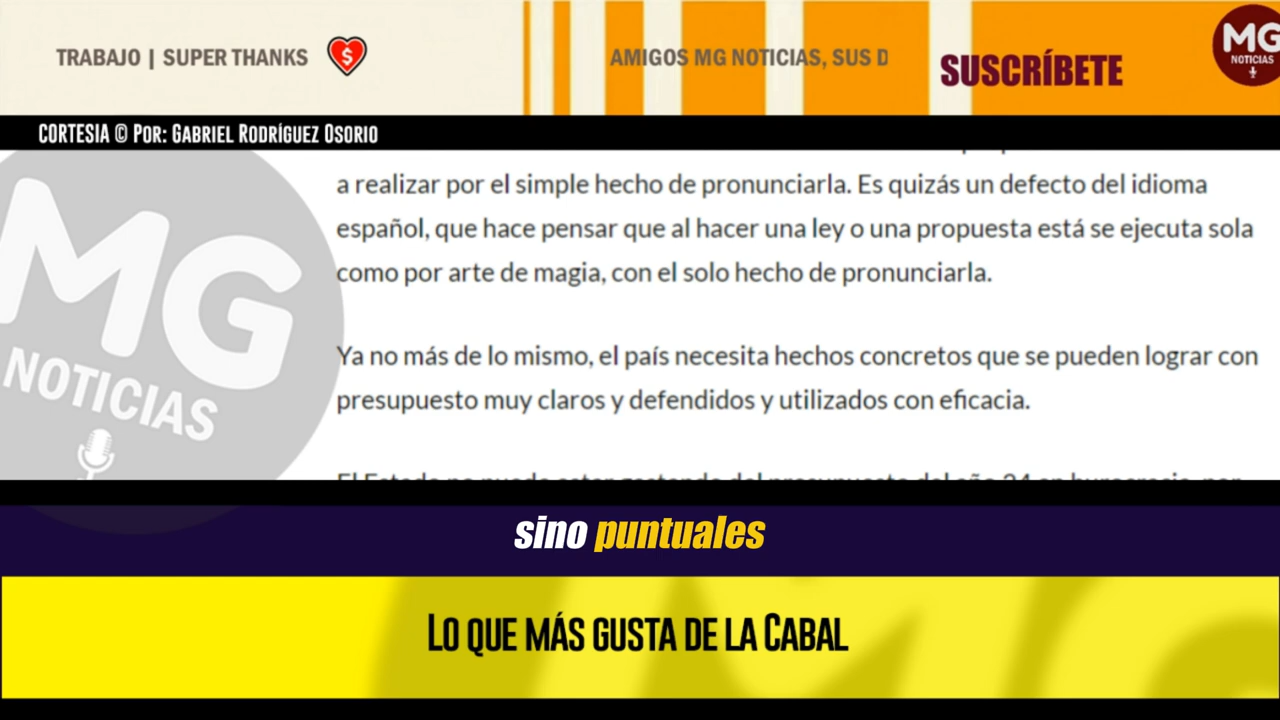 TRABAJO | SUPER THANKS
AMIGOS MG NOTICIAS, SUS D
SUSCRÍBETE
MG
NOTICIAS
CORTESIA © Por: Gabriel Rodríguez Osorio
a realizar por el simple hecho de pronunciarla. Es quizás un defecto del idioma
español, que hace pensar que al hacer una ley o una propuesta está se ejecuta sola
como por arte de magia, con el solo hecho de pronunciarla.
Ya no más de lo mismo, el país necesita hechos concretos que se pueden lograr con
presupuesto muy claros y defendidos y utilizados con eficacia.
MG
NOTICIAS
sino puntuales
Lo que más gusta de la Cabal